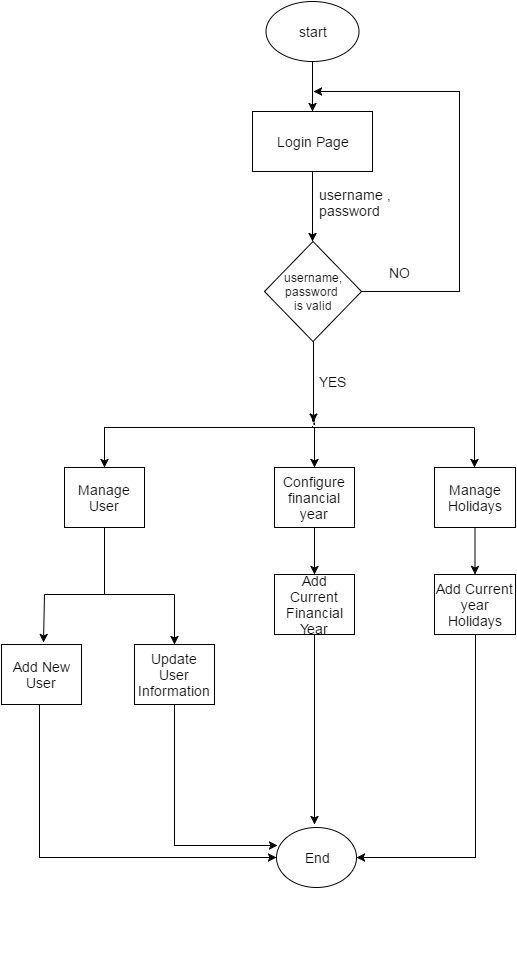 start
Login Page
username ,
password
username,
password
is valid
NO
YES
Manage
User
Configure
financial
year
Manage
Holidays
Add
Current
Financial
Year
Add Current
year
Holidays
Add New
User
Update
User
Information
End